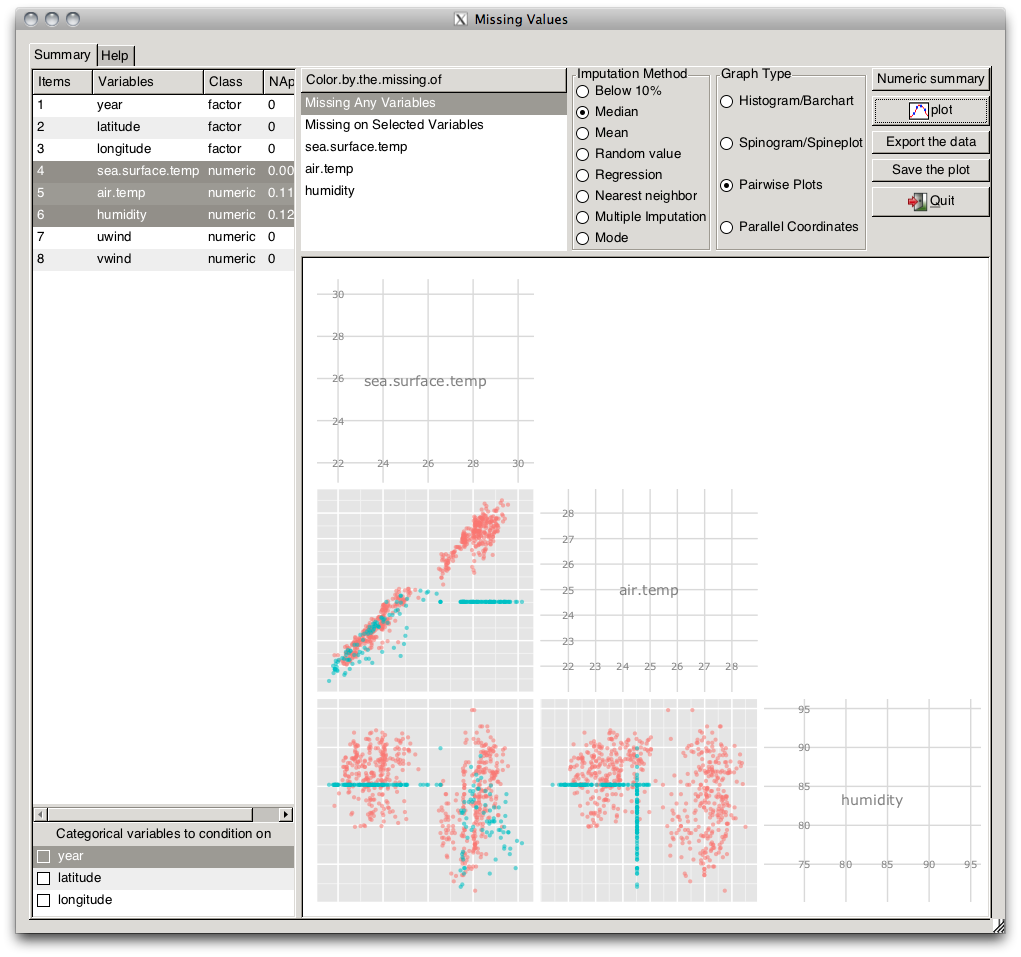 Missing Values
Summary Help
Items Variables Class NAp
1 year factor 0
2 latitude factor 0
3 longitude factor 0
4 sea.surface.temp numeric 0.00
5 air.temp numeric 0.11
6 humidity numeric 0.12
7 uwind numeric 0
8 vwind numeric 0
Categorical variables to condition on
year
latitude
longitude
Color.by.the.missing.of
Missing Any Variables
Missing on Selected Variables
sea.surface.temp
air.temp
humidity
Imputation Method
Below 10%
Median
Mean
Random value
Regression
Nearest neighbor
Multiple Imputation
Mode
Graph Type
Histogram/Barchart
Spinogram/Spineplot
Pairwise Plots
Parallel Coordinates
Numeric summary
plot
Export the data
Save the plot
Quit
30
28
26
sea.surface.temp
24
22 24 26 28 30
28
27
26
25
air.temp
24
23
22 23 24 25 26 27 28
95
90
85
humidity
80
75 80 85 90 95